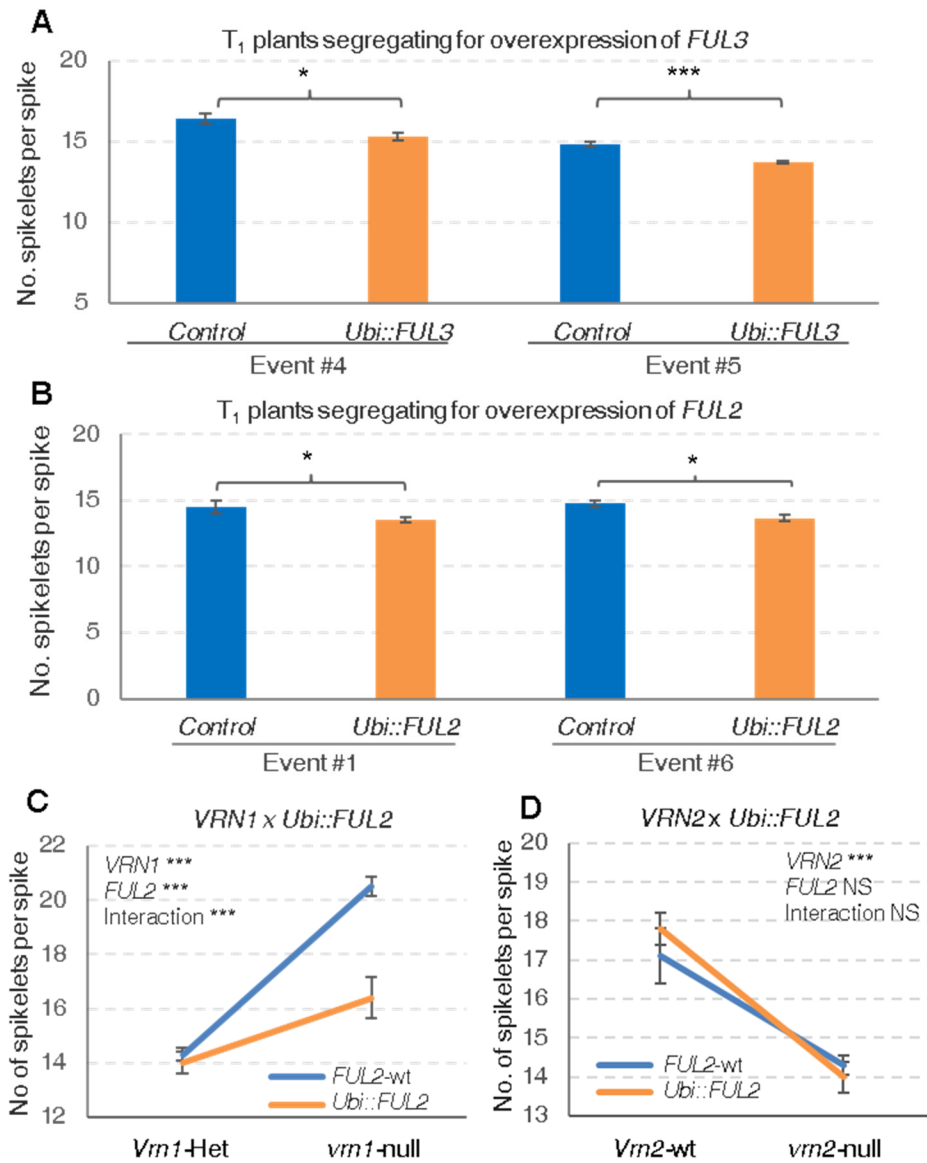 A
T1 plants segregating for overexpression of FUL3
No. spikelets per spike
20
15
10
5
*
***
Control
Ubi::FUL3
Control
Ubi::FUL3
Event #4
Event #5
B
T1 plants segregating for overexpression of FUL2
No. spikelets per spike
20
15
10
5
0
*
*
Control
Ubi::FUL2
Control
Ubi::FUL2
Event #1
Event #6
C
VRN1 x Ubi::FUL2
No of spikelets per spike
22
20
18
16
14
12
VRN1 ***
FUL2 ***
Interaction ***
FUL2-wt
Ubi::FUL2
Vrn1-Het
vrn1-null
D
VRN2 x Ubi::FUL2
No. of spikelets per spike
20
19
18
17
16
15
14
13
VRN2 ***
FUL2 NS
Interaction NS
FUL2-wt
Ubi::FUL2
Vrn2-wt
vrn2-null